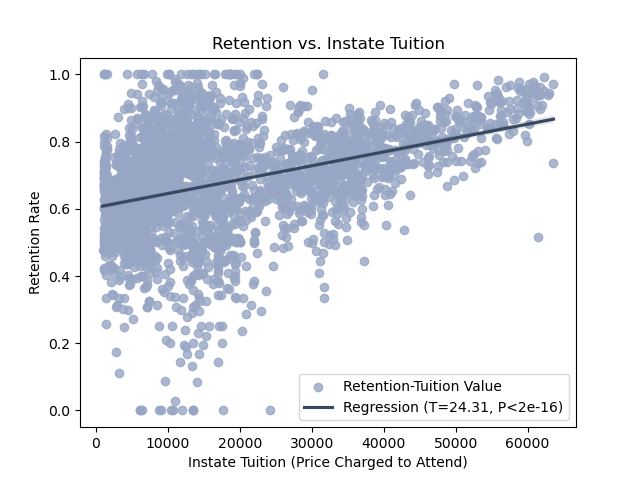 Retention vs. Instate Tuition
Retention Rate
1.0
0.8
0.6
0.4
0.2
0.0
Retention-Tuition Value
Regression (T=24.31, P<2e-16)
0 10000 20000 30000 40000 50000 60000
Instate Tuition (Price Charged to Attend)